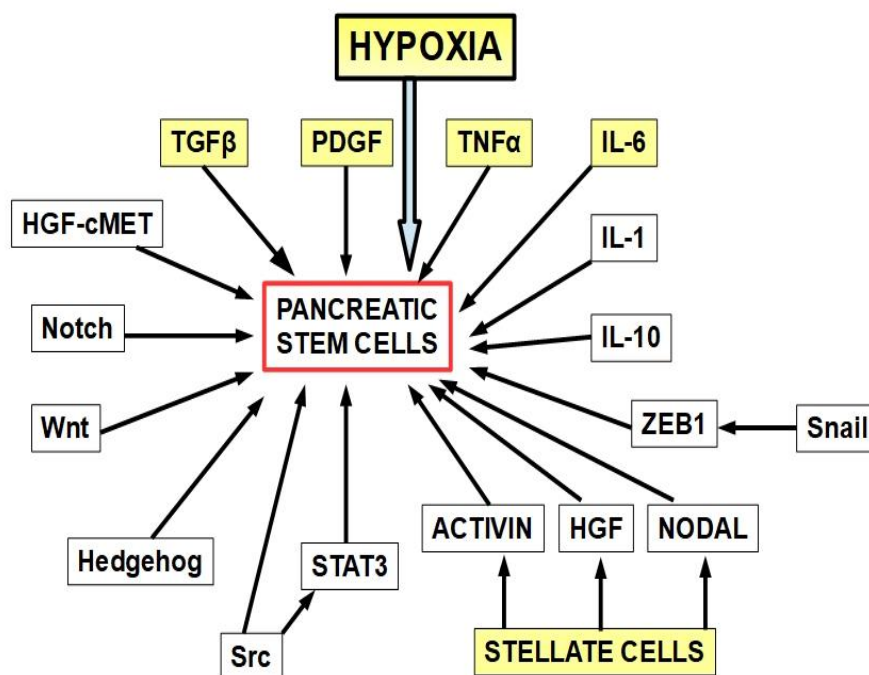 HYPOXIA
TGFβ
PDGF
TNFα
IL-6
HGF-cMET
IL-1
PANCREATIC
STEM CELLS
Notch
IL-10
Wnt
ZEB1
Snail
ACTIVIN
HGF
NODAL
Hedgehog
STAT3
Src
STELLATE CELLS